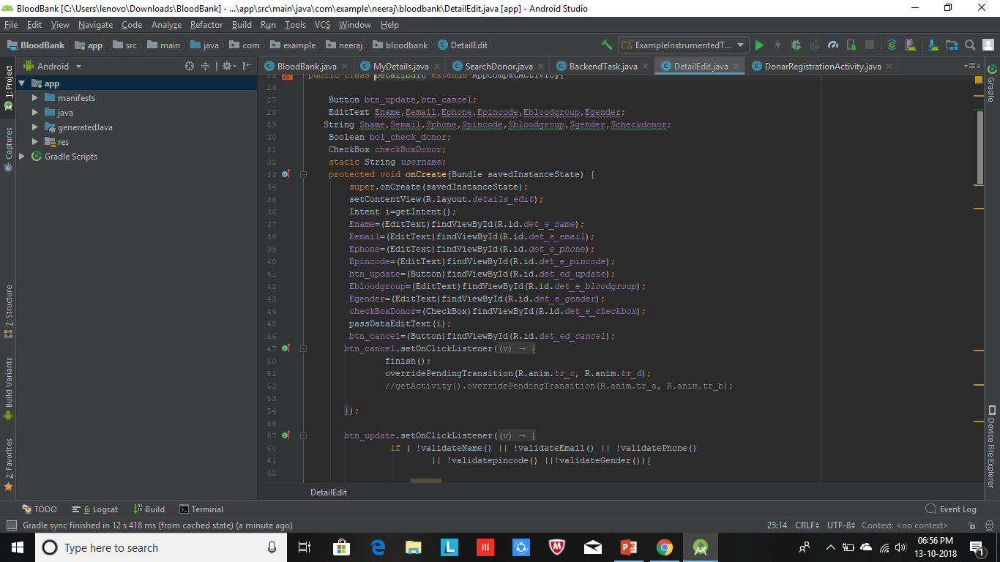 BloodBank [C:\Users\lenovo\Downloads\BloodBank] - ...\app\src\main\java\com\example\neeraj\bloodbank\DetailEdit.java [app] - Android Studio
File Edit View Navigate Code Analyze Refactor Build Run Tools VCS Window Help
BloodBank app src main java com example neeraj bloodbank DetailEdit ExampleInstrumentedT...
Android BloodBank.java MyDetails.java SearchDonor.java BackendTask.java DetailEdit.java DonarRegistrationActivity.java 3
1: Project
Captures
7: Structure
Build Variants
2: Favorites
app
manifests
java
generatedJava
res
Gradle Scripts
25 public class DetailEdit extends AppCompatActivity{
26
27 Button btn_update,btn_cancel;
28 EditText Ename,Eemail,Ephone,Epincode,Ebloodgroup,Egender;
29 String Sname,Semail,Sphone,Spincode,Sbloodgroup,Sgender,Scheckdonor;
30 Boolean bol_check_donor;
31 CheckBox checkBoxDonor;
32 static String username;
33 protected void onCreate(Bundle savedInstanceState) {
34 super.onCreate(savedInstanceState);
35 setContentView(R.layout.details_edit);
36 Intent i=getIntent();
37 Ename=(EditText)findViewById(R.id.det_e_name);
38 Eemail=(EditText)findViewById(R.id.det_e_email);
39 Ephone=(EditText)findViewById(R.id.det_e_phone);
40 Epincode=(EditText)findViewById(R.id.det_e_pincode);
41 btn_update=(Button)findViewById(R.id.det_ed_update);
42 Ebloodgroup=(EditText)findViewById(R.id.det_e_bloodgroup);
43 Egender=(EditText)findViewById(R.id.det_e_gender);
44 checkBoxDonor=(CheckBox)findViewById(R.id.det_e_checkbox);
45 passDataEditText(i);
46 btn_cancel=(Button)findViewById(R.id.det_ed_cancel);
47 btn_cancel.setOnClickListener((v) → {
50 finish();
51 overridePendingTransition(R.anim.tr_c, R.anim.tr_d);
52 //getActivity().overridePendingTransition(R.anim.tr_a, R.anim.tr_b);
53
54 });
56
57 btn_update.setOnClickListener((v) → {
60 if ( !validateName() || !validateEmail() || !validatePhone()
61 || !validatepincode() ||!validateGender()){
62
DetailEdit
Gradle
Device File Explorer
TODO 6: Logcat Build Terminal Event Log
Gradle sync finished in 12 s 418 ms (from cached state) (a minute ago) 25:14 CRLF UTF-8 Context: <no context>
Type here to search
06:56 PM
13-10-2018
1